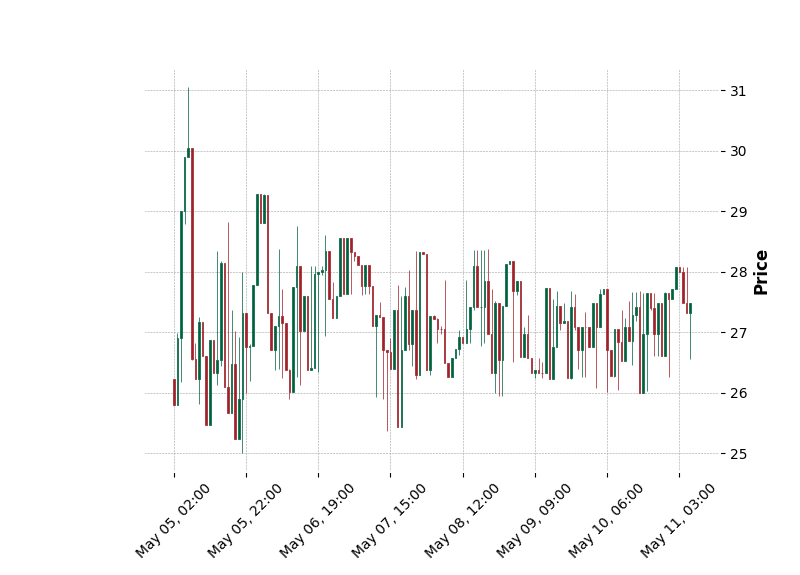 31
30
29
28
27
26
25
Price
May 05, 02:00
May 05, 22:00
May 06, 19:00
May 07, 15:00
May 08, 12:00
May 09, 09:00
May 10, 06:00
May 11, 03:00